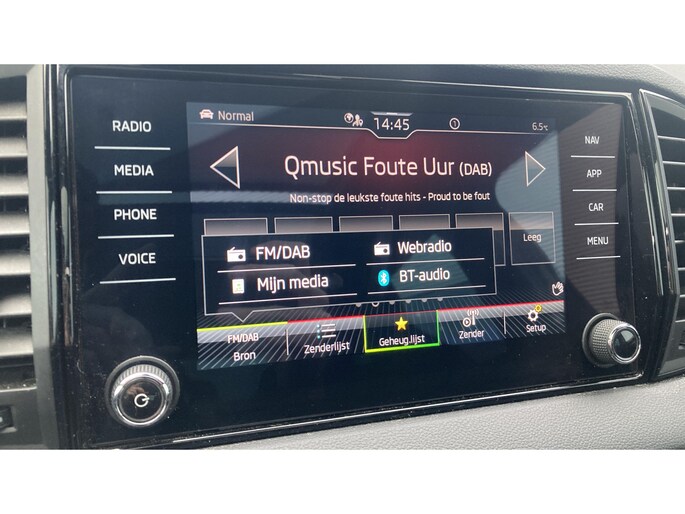 RADIO
MEDIA
PHONE
VOICE
Normal
14:45
1
6.5°C
Qmusic Foute Uur (DAB)
Non-stop de leukste foute hits - Proud to be fout
Leeg
FM/DAB
Webradio
Mijn media
BT-audio
FM/DAB
Bron
Zenderlijst
Geheug.lijst
Zender
Setup
NAV
APP
CAR
MENU